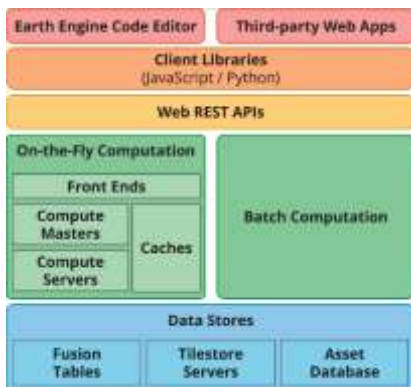 Earth Engine Code Editor
Third-party Web Apps
Client Libraries
(JavaScript / Python)
Web REST APIs
On-the-Fly Computation
Front Ends
Compute
Masters
Caches
Compute
Servers
Batch Computation
Data Stores
Fusion
Tables
Tilestore
Servers
Asset
Database